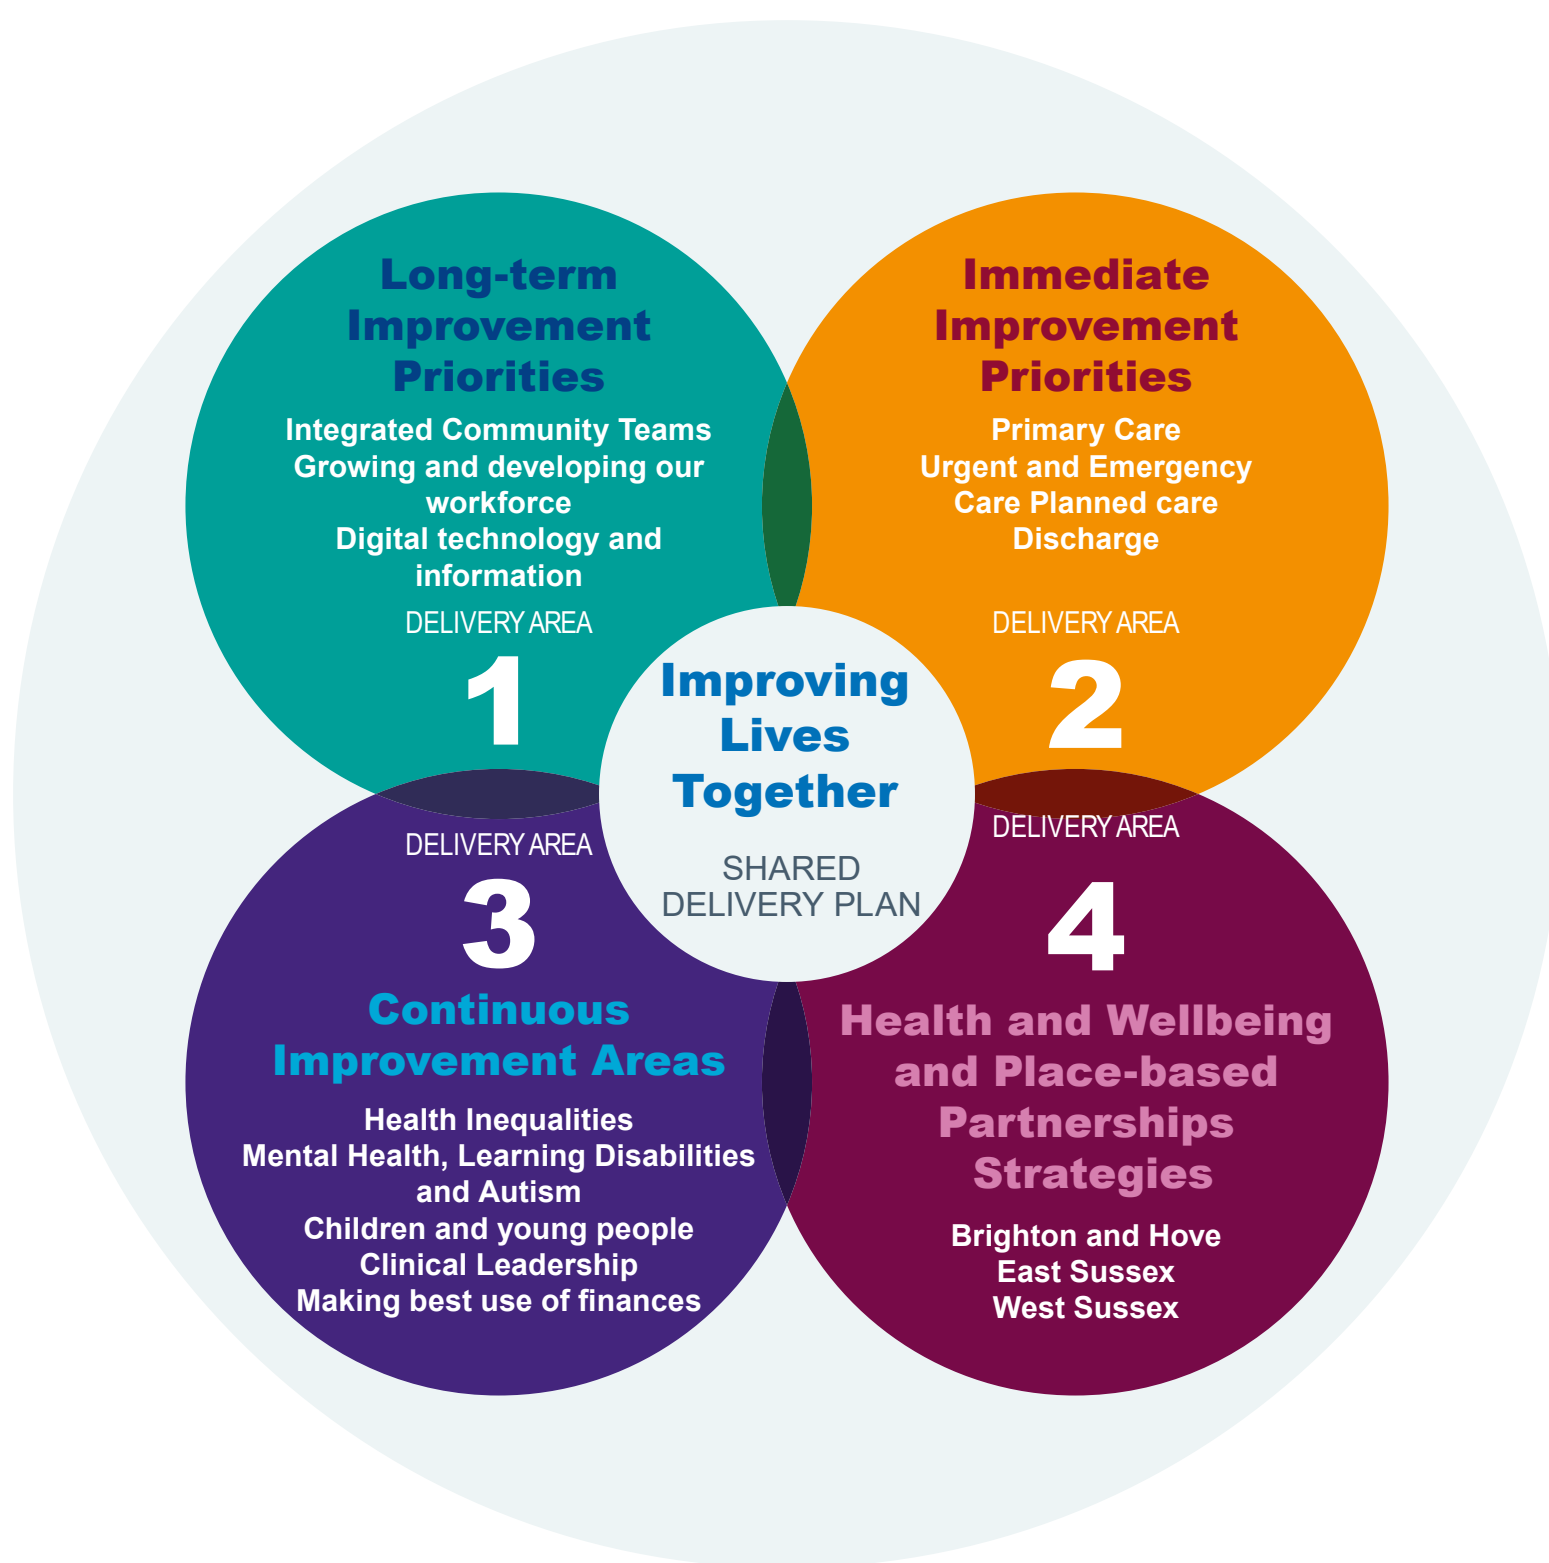 Long-term
Improvement
Priorities
Integrated Community Teams
Growing and developing our
workforce
Digital technology and
information
DELIVERY AREA
1
Immediate
Improvement
Priorities
Primary Care
Urgent and Emergency
Care Planned care
Discharge
DELIVERY AREA
2
Improving
Lives
Together
SHARED
DELIVERY PLAN
DELIVERY AREA
3
Continuous
Improvement Areas
Health Inequalities
Mental Health, Learning Disabilities
and Autism
Children and young people
Clinical Leadership
Making best use of finances
DELIVERY AREA
4
Health and Wellbeing
and Place-based
Partnerships
Strategies
Brighton and Hove
East Sussex
West Sussex